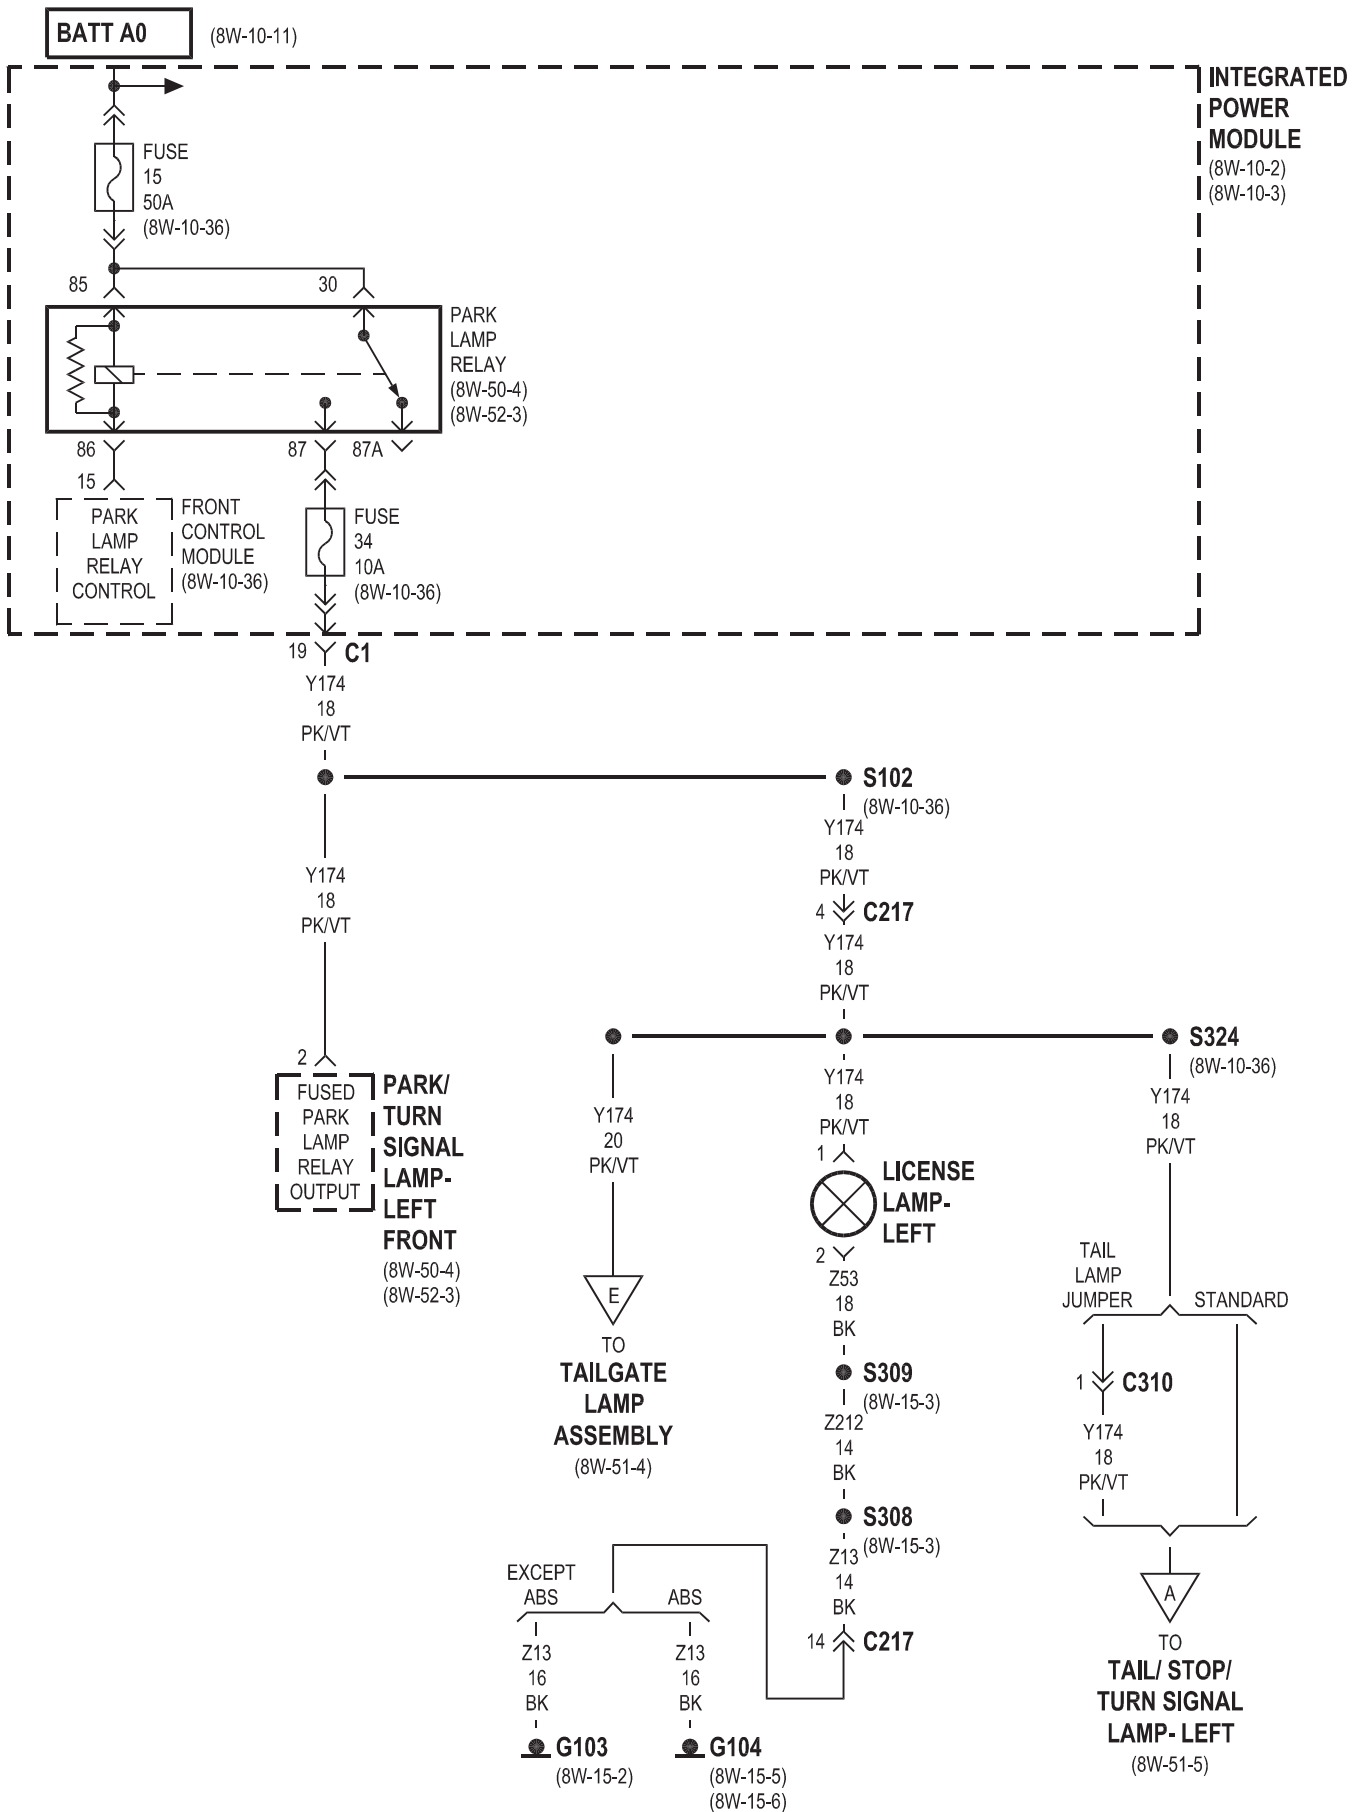 BATT A0
(8W-10-11)
INTEGRATED
POWER
MODULE
(8W-10-2)
(8W-10-3)
FUSE
15
50A
(8W-10-36)
85
30
PARK
LAMP
RELAY
(8W-50-4)
(8W-52-3)
86
87
87A
15
PARK
LAMP
RELAY
CONTROL
FRONT
CONTROL
MODULE
(8W-10-36)
FUSE
34
10A
(8W-10-36)
19
C1
Y174
18
PK/VT
S102
(8W-10-36)
Y174
18
PK/VT
4
C217
Y174
18
PK/VT
Y174
18
PK/VT
S324
(8W-10-36)
2
FUSED
PARK
LAMP
RELAY
OUTPUT
PARK/
TURN
SIGNAL
LAMP-
LEFT
FRONT
(8W-50-4)
(8W-52-3)
Y174
20
PK/VT
E
TO
TAILGATE
LAMP
ASSEMBLY
(8W-51-4)
Y174
18
PK/VT
1
LICENSE
LAMP-
LEFT
2
Z53
18
BK
S309
(8W-15-3)
Z212
14
BK
S308
(8W-15-3)
Z13
14
BK
14
C217
Y174
18
PK/VT
TAIL
LAMP
JUMPER
STANDARD
1
C310
Y174
18
PK/VT
A
TO
TAIL/ STOP/
TURN SIGNAL
LAMP- LEFT
(8W-51-5)
EXCEPT
ABS
ABS
Z13
16
BK
Z13
16
BK
G103
(8W-15-2)
G104
(8W-15-5)
(8W-15-6)